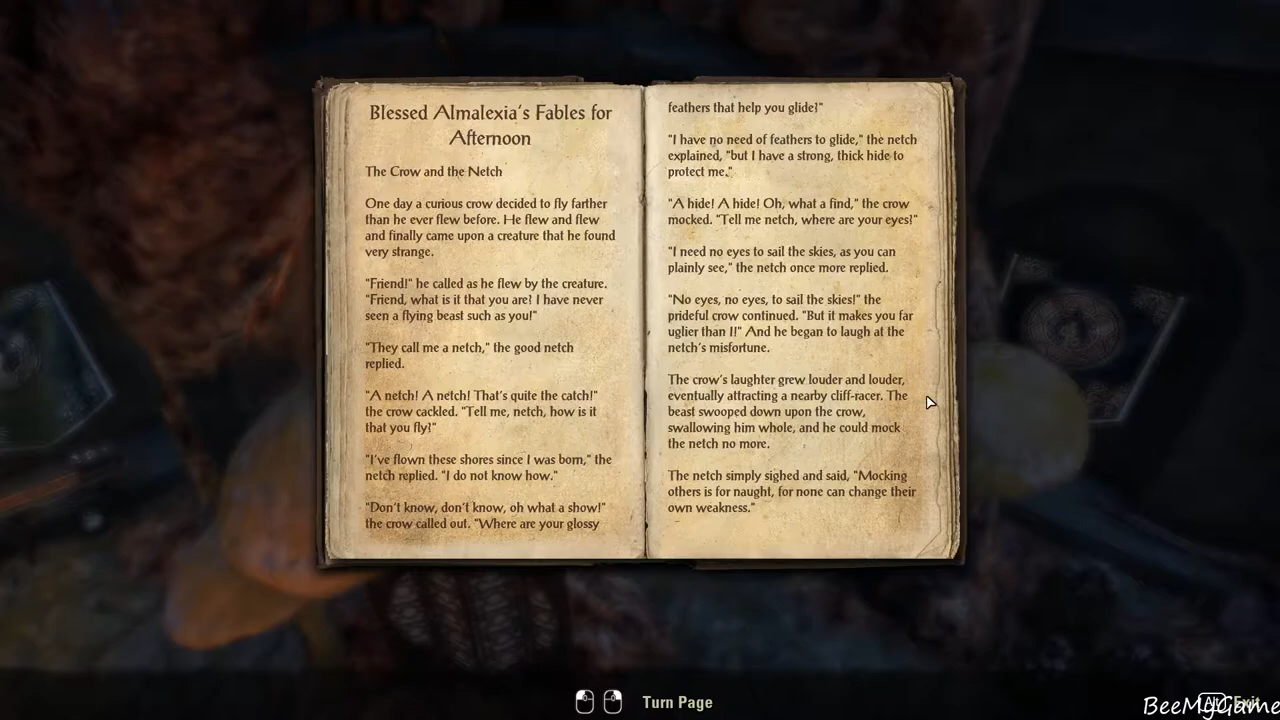 Blessed Almalexia's Fables for
Afternoon
The Crow and the Netch
One day a curious crow decided to fly farther
than he ever flew before. He flew and flew
and finally came upon a creature that he found
very strange.
"Friend!" he called as he flew by the creature.
"Friend, what is it that you are? I have never
seen a flying beast such as you!"
"They call me a netch," the good netch
replied.
"A netch! A netch! That's quite the catch!"
the crow cackled. "Tell me, netch, how is it
that you fly?"
"I've flown these shores since I was born," the
netch replied. "I do not know how."
"Don't know, don't know, oh what a show!"
the crow called out. "Where are your glossy
feathers that help you glide?"
"I have no need of feathers to glide," the netch
explained, "but I have a strong, thick hide to
protect me."
"A hide! A hide! Oh, what a find," the crow
mocked. "Tell me netch, where are your eyes?"
"I need no eyes to sail the skies, as you can
plainly see," the netch once more replied.
"No eyes, no eyes, to sail the skies!" the
prideful crow continued. "But it makes you far
uglier than I!" And he began to laugh at the
netch's misfortune.
The crow's laughter grew louder and louder,
eventually attracting a nearby cliff-racer. The
beast swooped down upon the crow,
swallowing him whole, and he could mock
the netch no more.
The netch simply sighed and said, "Mocking
others is for naught, for none can change their
own weakness."
Turn Page
Alt Exit
BeeMyGame